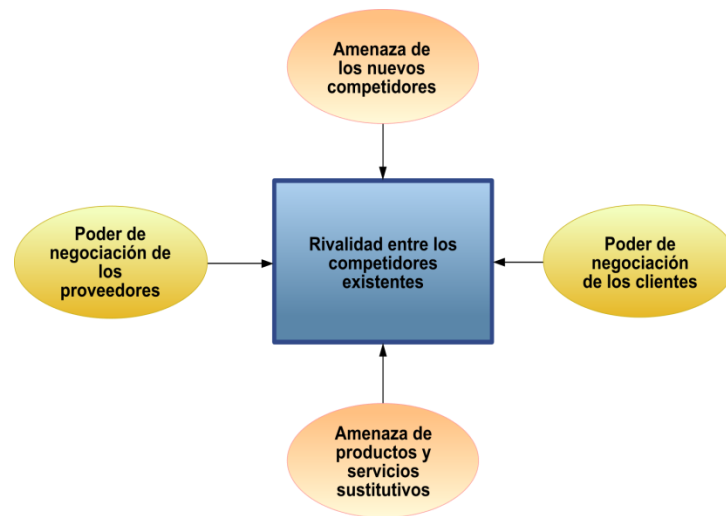 Amenaza de
los nuevos
competidores
Poder de
negociación de
los
proveedores
Rivalidad entre los
competidores
existentes
Poder de
negociación
de los clientes
Amenaza de
productos y
servicios
sustitutivos